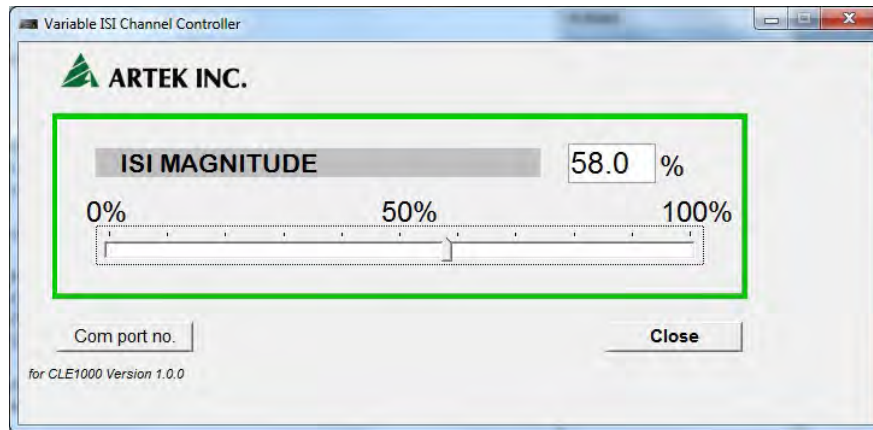 Variable ISI Channel Controller
ARTEK INC.
ISI MAGNITUDE 58.0 %
0% 50% 100%
Com port no. Close
for CLE1000 Version 1.0.0